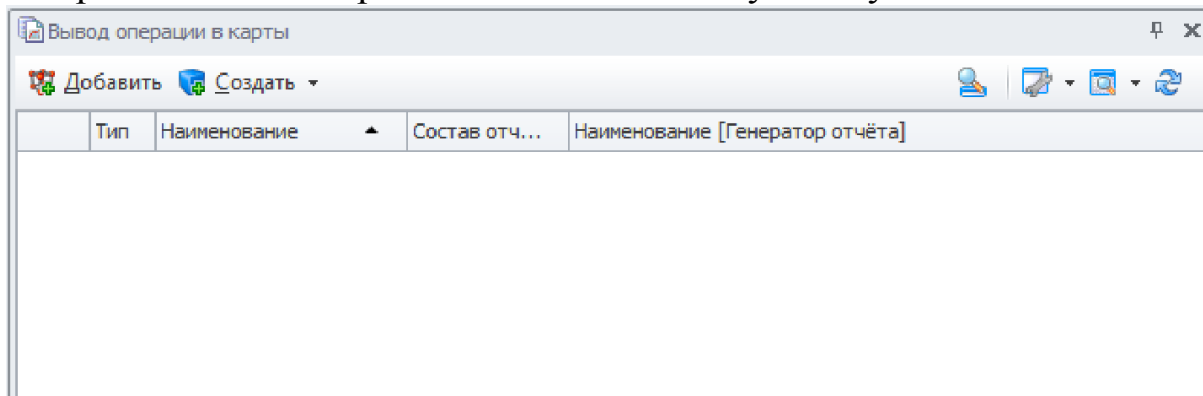 Вывод операции в карты
Добавить Создать
Тип Наименование Состав отч... Наименование [Генератор отчёта]